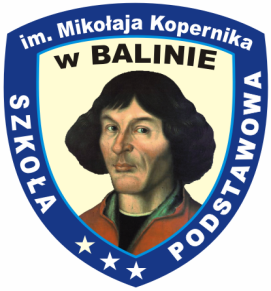 im. Mikołaja Kopernika
w BALINIE
SZKOŁA
PODSTAWOWA